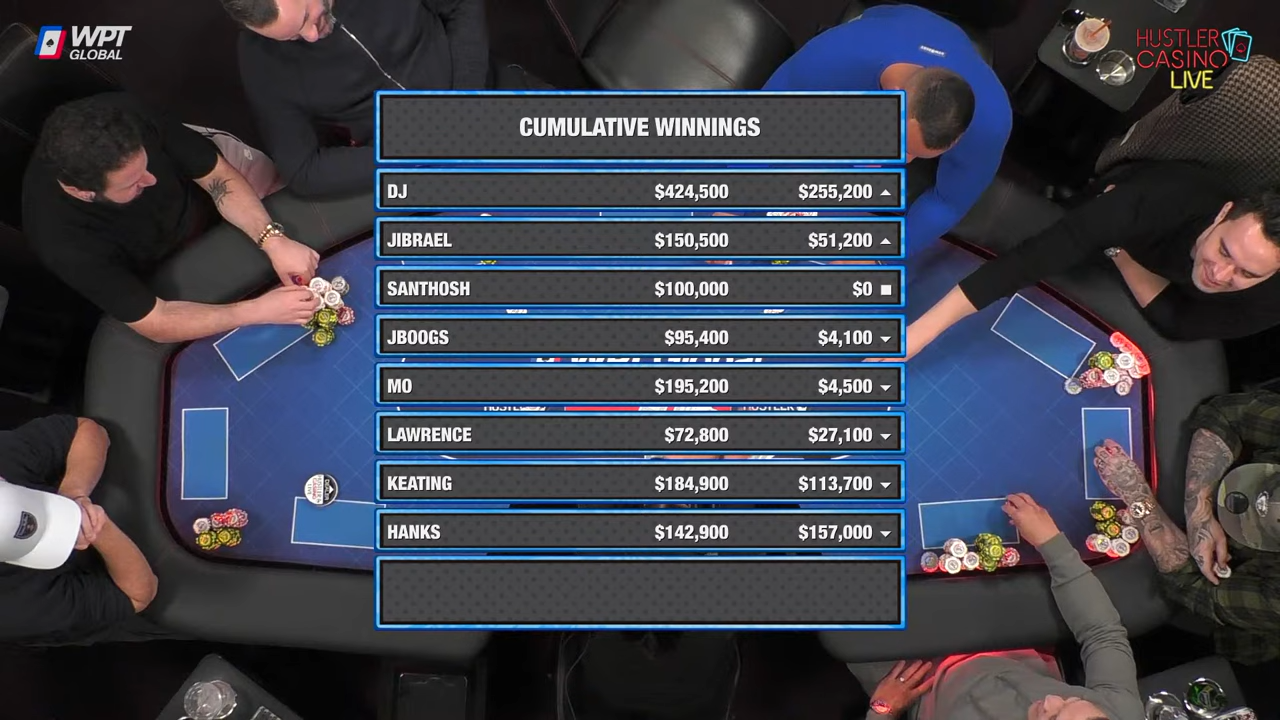 WPT
GLOBAL
HUSTLER
CASINO
LIVE
CUMULATIVE WINNINGS
DJ $424,500 $255,200
JIBRAEL $150,500 $51,200
SANTHOSH $100,000 $0
JBOOGS $95,400 $4,100
MO $195,200 $4,500
LAWRENCE $72,800 $27,100
KEATING $184,900 $113,700
HANKS $142,900 $157,000